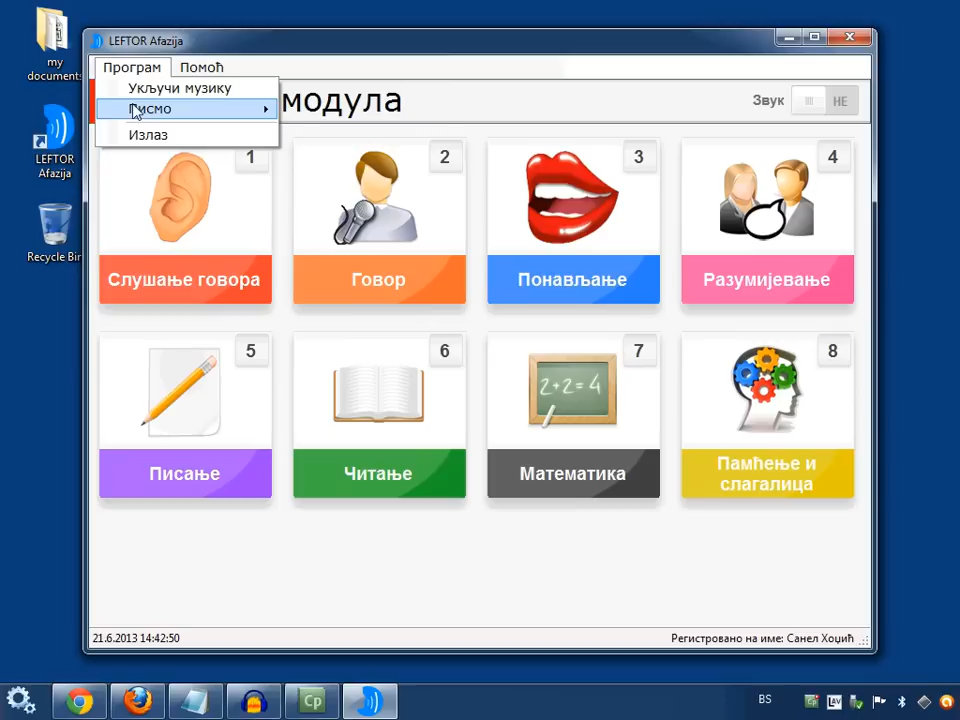 my documents
LEFTOR Afazija
Recycle Bin
LEFTOR Afazija
Програм Помоћ
Укључи музику
Писмо
Излаз
модула
Звук НЕ
1
2
3
4
Слушање говора
Говор
Понављање
Разумијевање
5
6
7
2+2=4
8
Писање
Читање
Математика
Памћење и
слагалица
21.6.2013 14:42:50
Регистровано на име: Санел Хоџић
Cp
BS
LAV